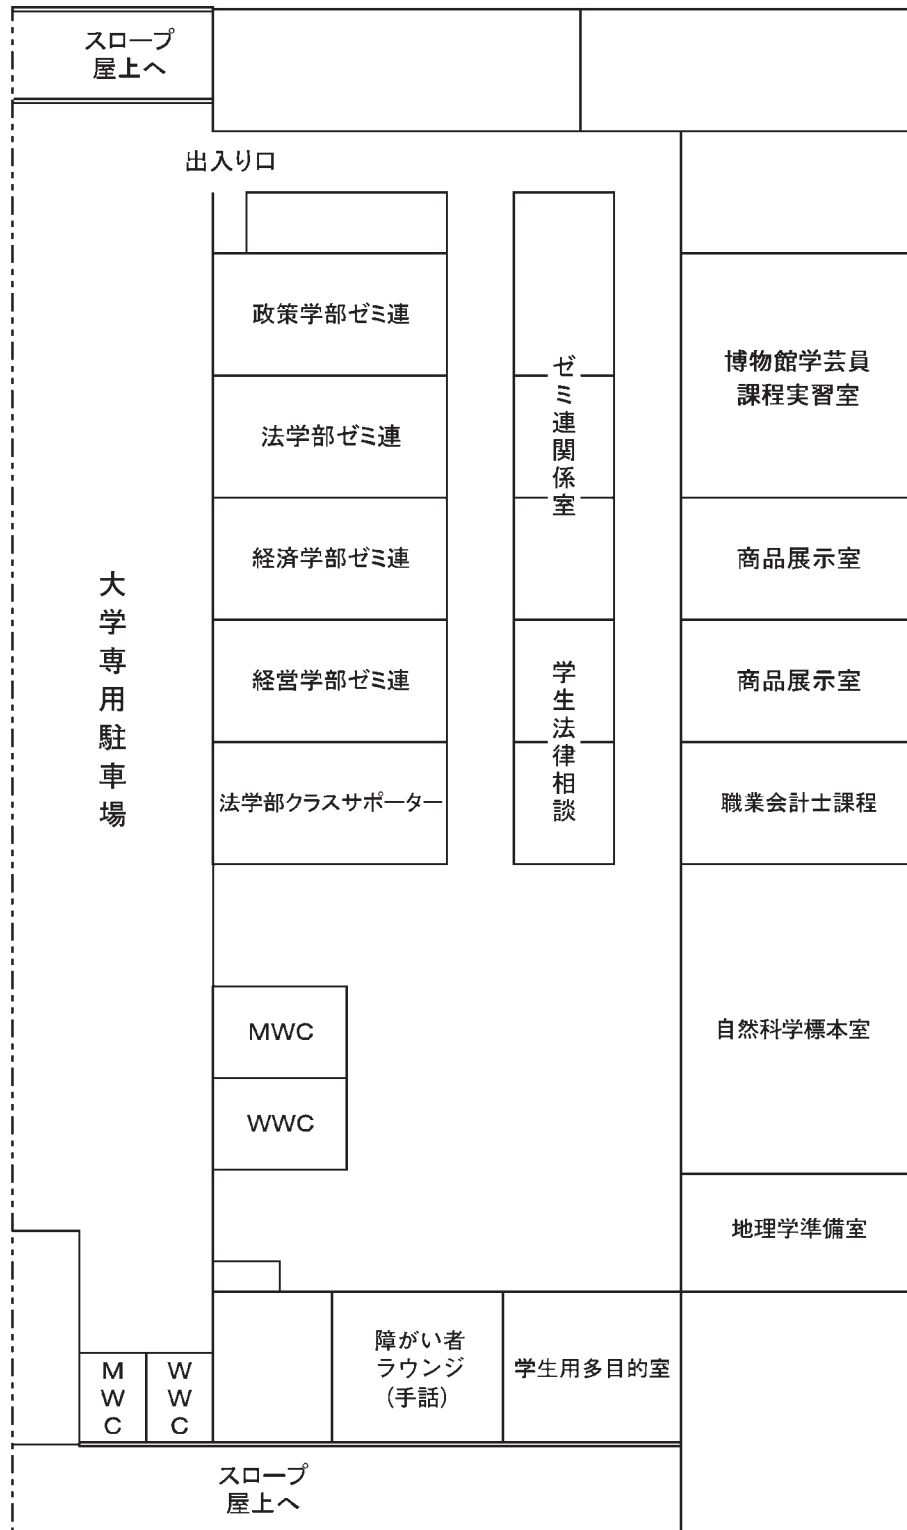 スロープ
屋上へ
出入り口
政策学部ゼミ連
法学部ゼミ連
経済学部ゼミ連
経営学部ゼミ連
法学部クラスサポーター
ゼミ連関係室
学生法律相談
博物館学芸員
課程実習室
商品展示室
商品展示室
職業会計士課程
自然科学標本室
地理学準備室
大学専用駐車場
MWC
WWC
MWC
WWC
障がい者
ラウンジ
(手話)
学生用多目的室
スロープ
屋上へ